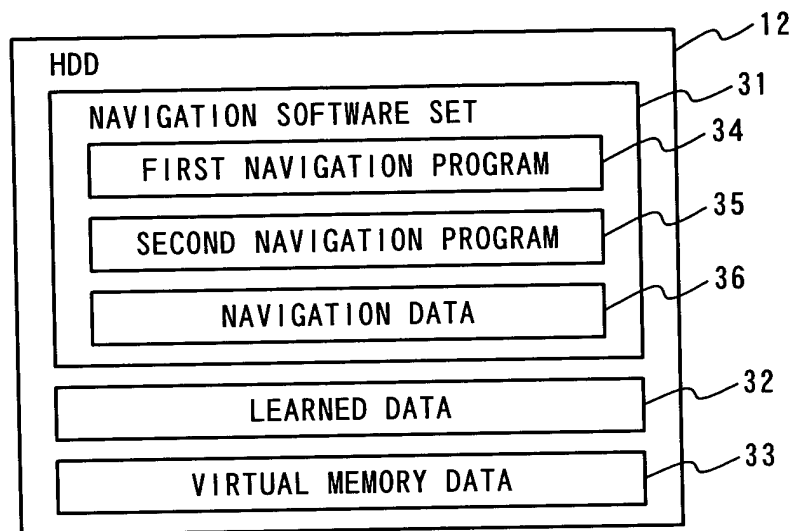 12
HDD
31
NAVIGATION SOFTWARE SET
34
FIRST NAVIGATION PROGRAM
35
SECOND NAVIGATION PROGRAM
36
NAVIGATION DATA
32
LEARNED DATA
33
VIRTUAL MEMORY DATA